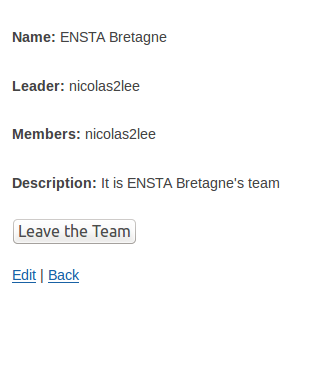 Name: ENSTA Bretagne
Leader: nicolas2lee
Members: nicolas2lee
Description: It is ENSTA Bretagne's team
Leave the Team
Edit | Back